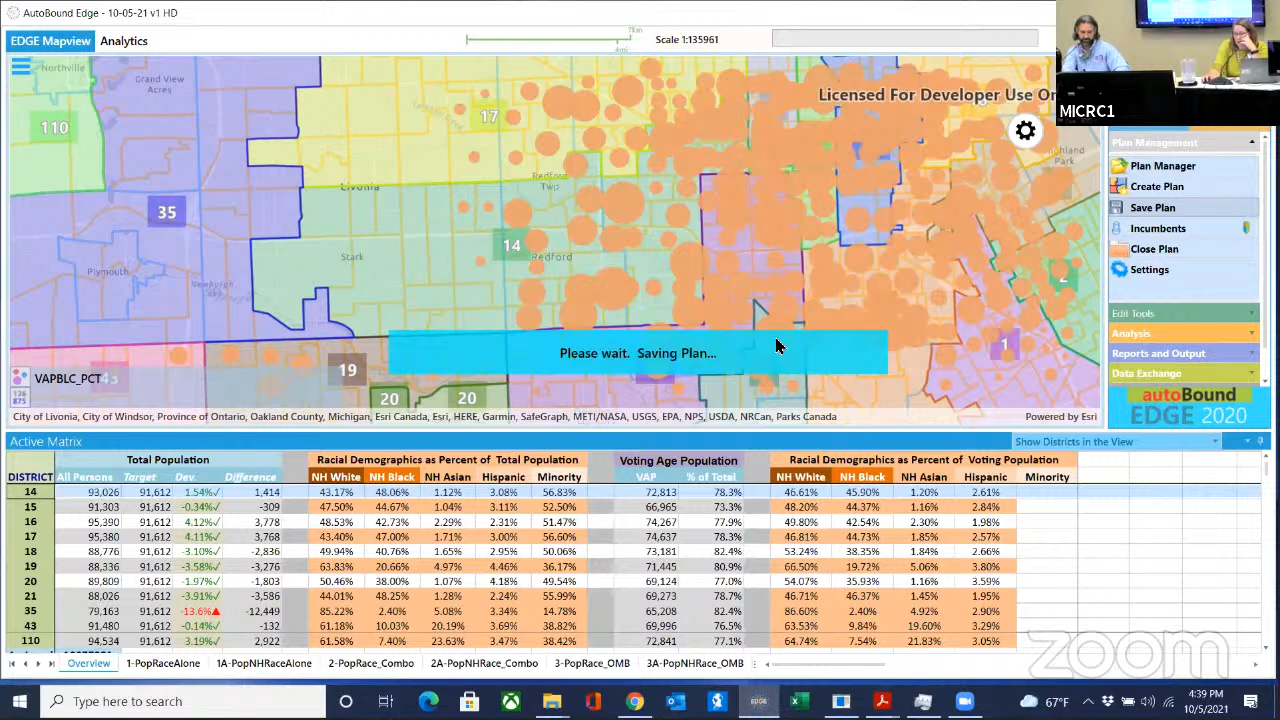 AutoBound Edge - 10-05-21 v1 HD
EDGE Mapview Analytics
7km
4mi
Scale 1:135961
Northville
Grand View
Acres
110
17
Licensed For Developer Use On
MICRC1
Highland
Park
Livonia
Redford
Twp
35
14
Stark
Redford
Plymouth
2
1
19
20
20
43
VAPBLC_PCT
Please wait. Saving Plan...
City of Livonia, City of Windsor, Province of Ontario, Oakland County, Michigan, Esri Canada, Esri, HERE, Garmin, SafeGraph, METI/NASA, USGS, EPA, NPS, USDA, NRCan, Parks Canada
Powered by Esri
Plan Management
Plan Manager
Create Plan
Save Plan
Incumbents
Close Plan
Settings
Edit Tools
Analysis
Reports and Output
Data Exchange
autoBound
EDGE 2020
Active Matrix
Show Districts in the View
Total Population Racial Demographics as Percent of Total Population Voting Age Population Racial Demographics as Percent of Voting Population
DISTRICT All Persons Target Dev. Difference NH White NH Black NH Asian Hispanic Minority VAP % of Total NH White NH Black NH Asian Hispanic Minority
14 93,026 91,612 1.54%✓ 1,414 43.17% 48.06% 1.12% 3.08% 56.83% 72,813 78.3% 46.61% 45.90% 1.20% 2.61%
15 91,303 91,612 -0.34%✓ -309 47.50% 44.67% 1.04% 3.11% 52.50% 66,965 73.3% 48.20% 44.37% 1.16% 2.84%
16 95,390 91,612 4.12%✓ 3,778 48.53% 42.73% 2.29% 2.31% 51.47% 74,267 77.9% 49.80% 42.54% 2.30% 1.98%
17 95,380 91,612 4.11%✓ 3,768 43.40% 47.00% 1.71% 3.00% 56.60% 74,637 78.3% 46.81% 44.73% 1.85% 2.57%
18 88,776 91,612 -3.10%✓ -2,836 49.94% 40.76% 1.65% 2.95% 50.06% 73,181 82.4% 53.24% 38.35% 1.84% 2.66%
19 88,336 91,612 -3.58%✓ -3,276 63.83% 20.66% 4.97% 4.46% 36.17% 71,445 80.9% 66.50% 19.72% 5.06% 3.80%
20 89,809 91,612 -1.97%✓ -1,803 50.46% 38.00% 1.07% 4.18% 49.54% 69,124 77.0% 54.07% 35.93% 1.16% 3.59%
21 88,026 91,612 -3.91%✓ -3,586 44.01% 48.25% 1.28% 2.24% 55.99% 69,273 78.7% 46.71% 46.37% 1.45% 1.95%
35 79,163 91,612 -13.6%▲ -12,449 85.22% 2.40% 5.08% 3.34% 14.78% 65,208 82.4% 86.60% 2.40% 4.92% 2.90%
43 91,480 91,612 -0.14%✓ -132 61.18% 10.03% 20.19% 3.69% 38.82% 69,996 76.5% 63.53% 9.84% 19.60% 3.29%
110 94,534 91,612 3.19%✓ 2,922 61.58% 7.40% 23.63% 3.47% 38.42% 72,841 77.1% 64.74% 7.54% 21.83% 3.05%
Overview 1-PopRaceAlone 1A-PopNHRaceAlone 2-PopRace_Combo 2A-PopNHRace_Combo 3-PopRace_OMB 3A-PopNHRace_OMB
zoom
Type here to search
EDGE
67°F
4:39 PM
10/5/2021